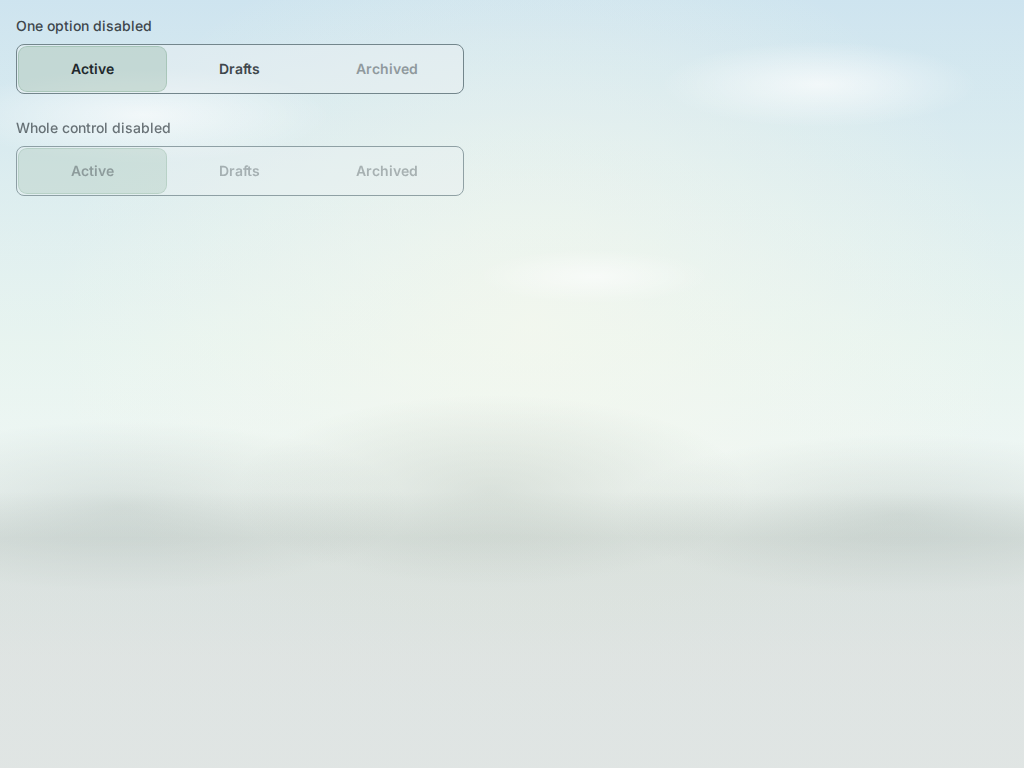 One option disabled
Active Drafts Archived
Whole control disabled
Active Drafts Archived